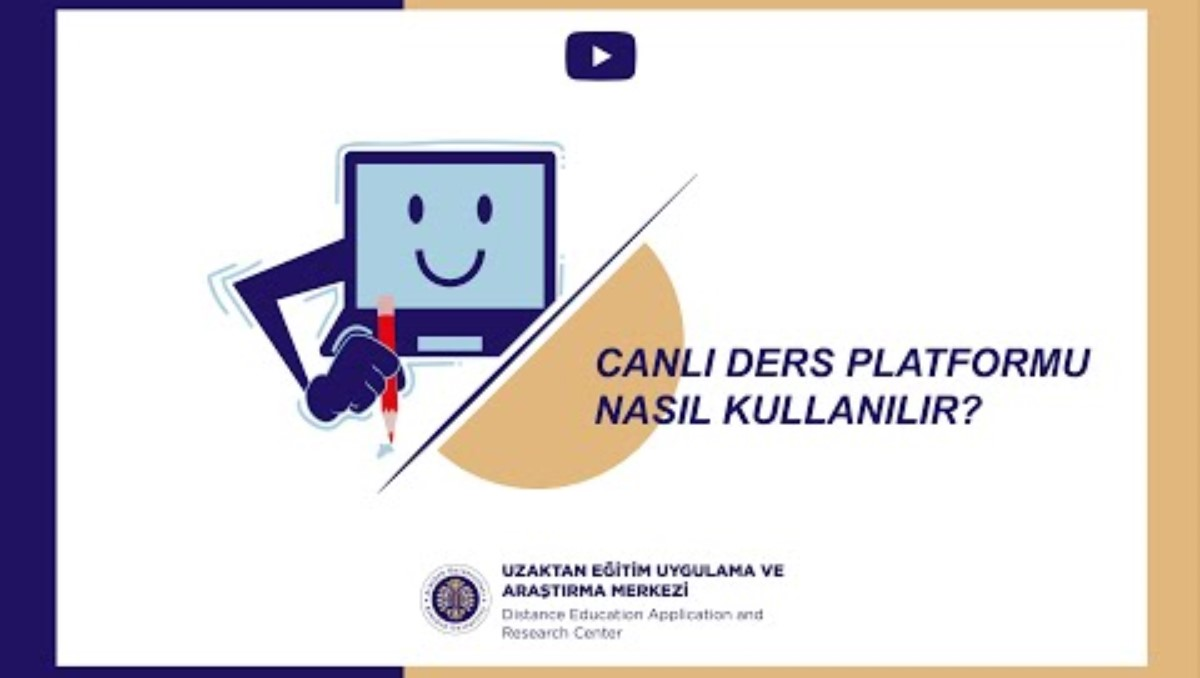 CANLI DERS PLATFORMU
NASIL KULLANILIR?
UZAKTAN EĞİTİM UYGULAMA VE
ARAŞTIRMA MERKEZİ
Distance Education Application and
Research Center